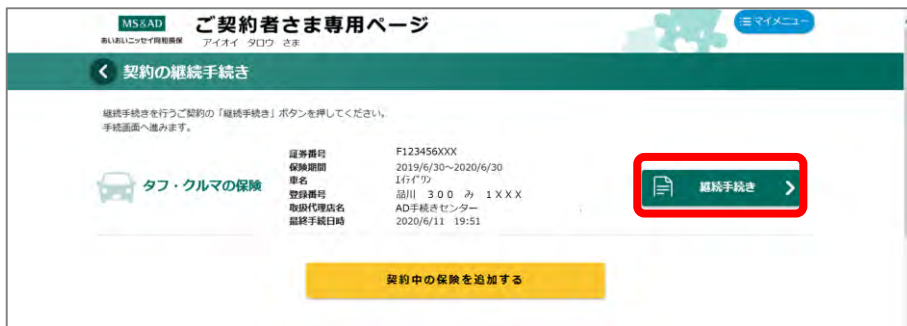 MS&AD ご契約者さま専用ページ
あいおいニッセイ同和損保 アイオイ タロウ さま
マイメニュー
契約の継続手続き
継続手続きを行うご契約の「継続手続き」ボタンを押してください。
手続画面へ進みます。
タフ・クルマの保険
証券番号 F123456XXX
保険期間 2019/6/30～2020/6/30
車名
登録番号 品川 300 み 1XXX
取扱代理店名 AD手続きセンター
最終手続日時 2020/6/11 19:51
継続手続き
契約中の保険を追加する